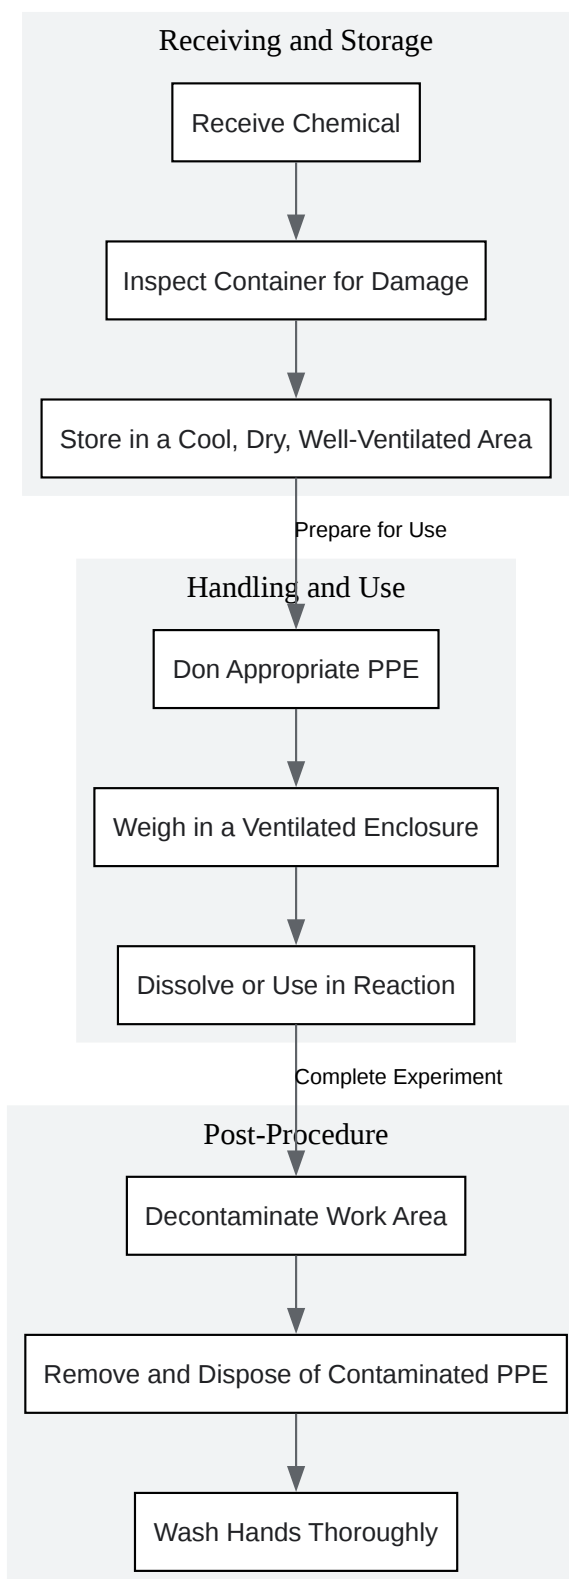 Receiving and Storage
Receive Chemical
Inspect Container for Damage
Store in a Cool, Dry, Well-Ventilated Area
Prepare for Use
Handling and Use
Don Appropriate PPE
Weigh in a Ventilated Enclosure
Dissolve or Use in Reaction
Complete Experiment
Post-Procedure
Decontaminate Work Area
Remove and Dispose of Contaminated PPE
Wash Hands Thoroughly